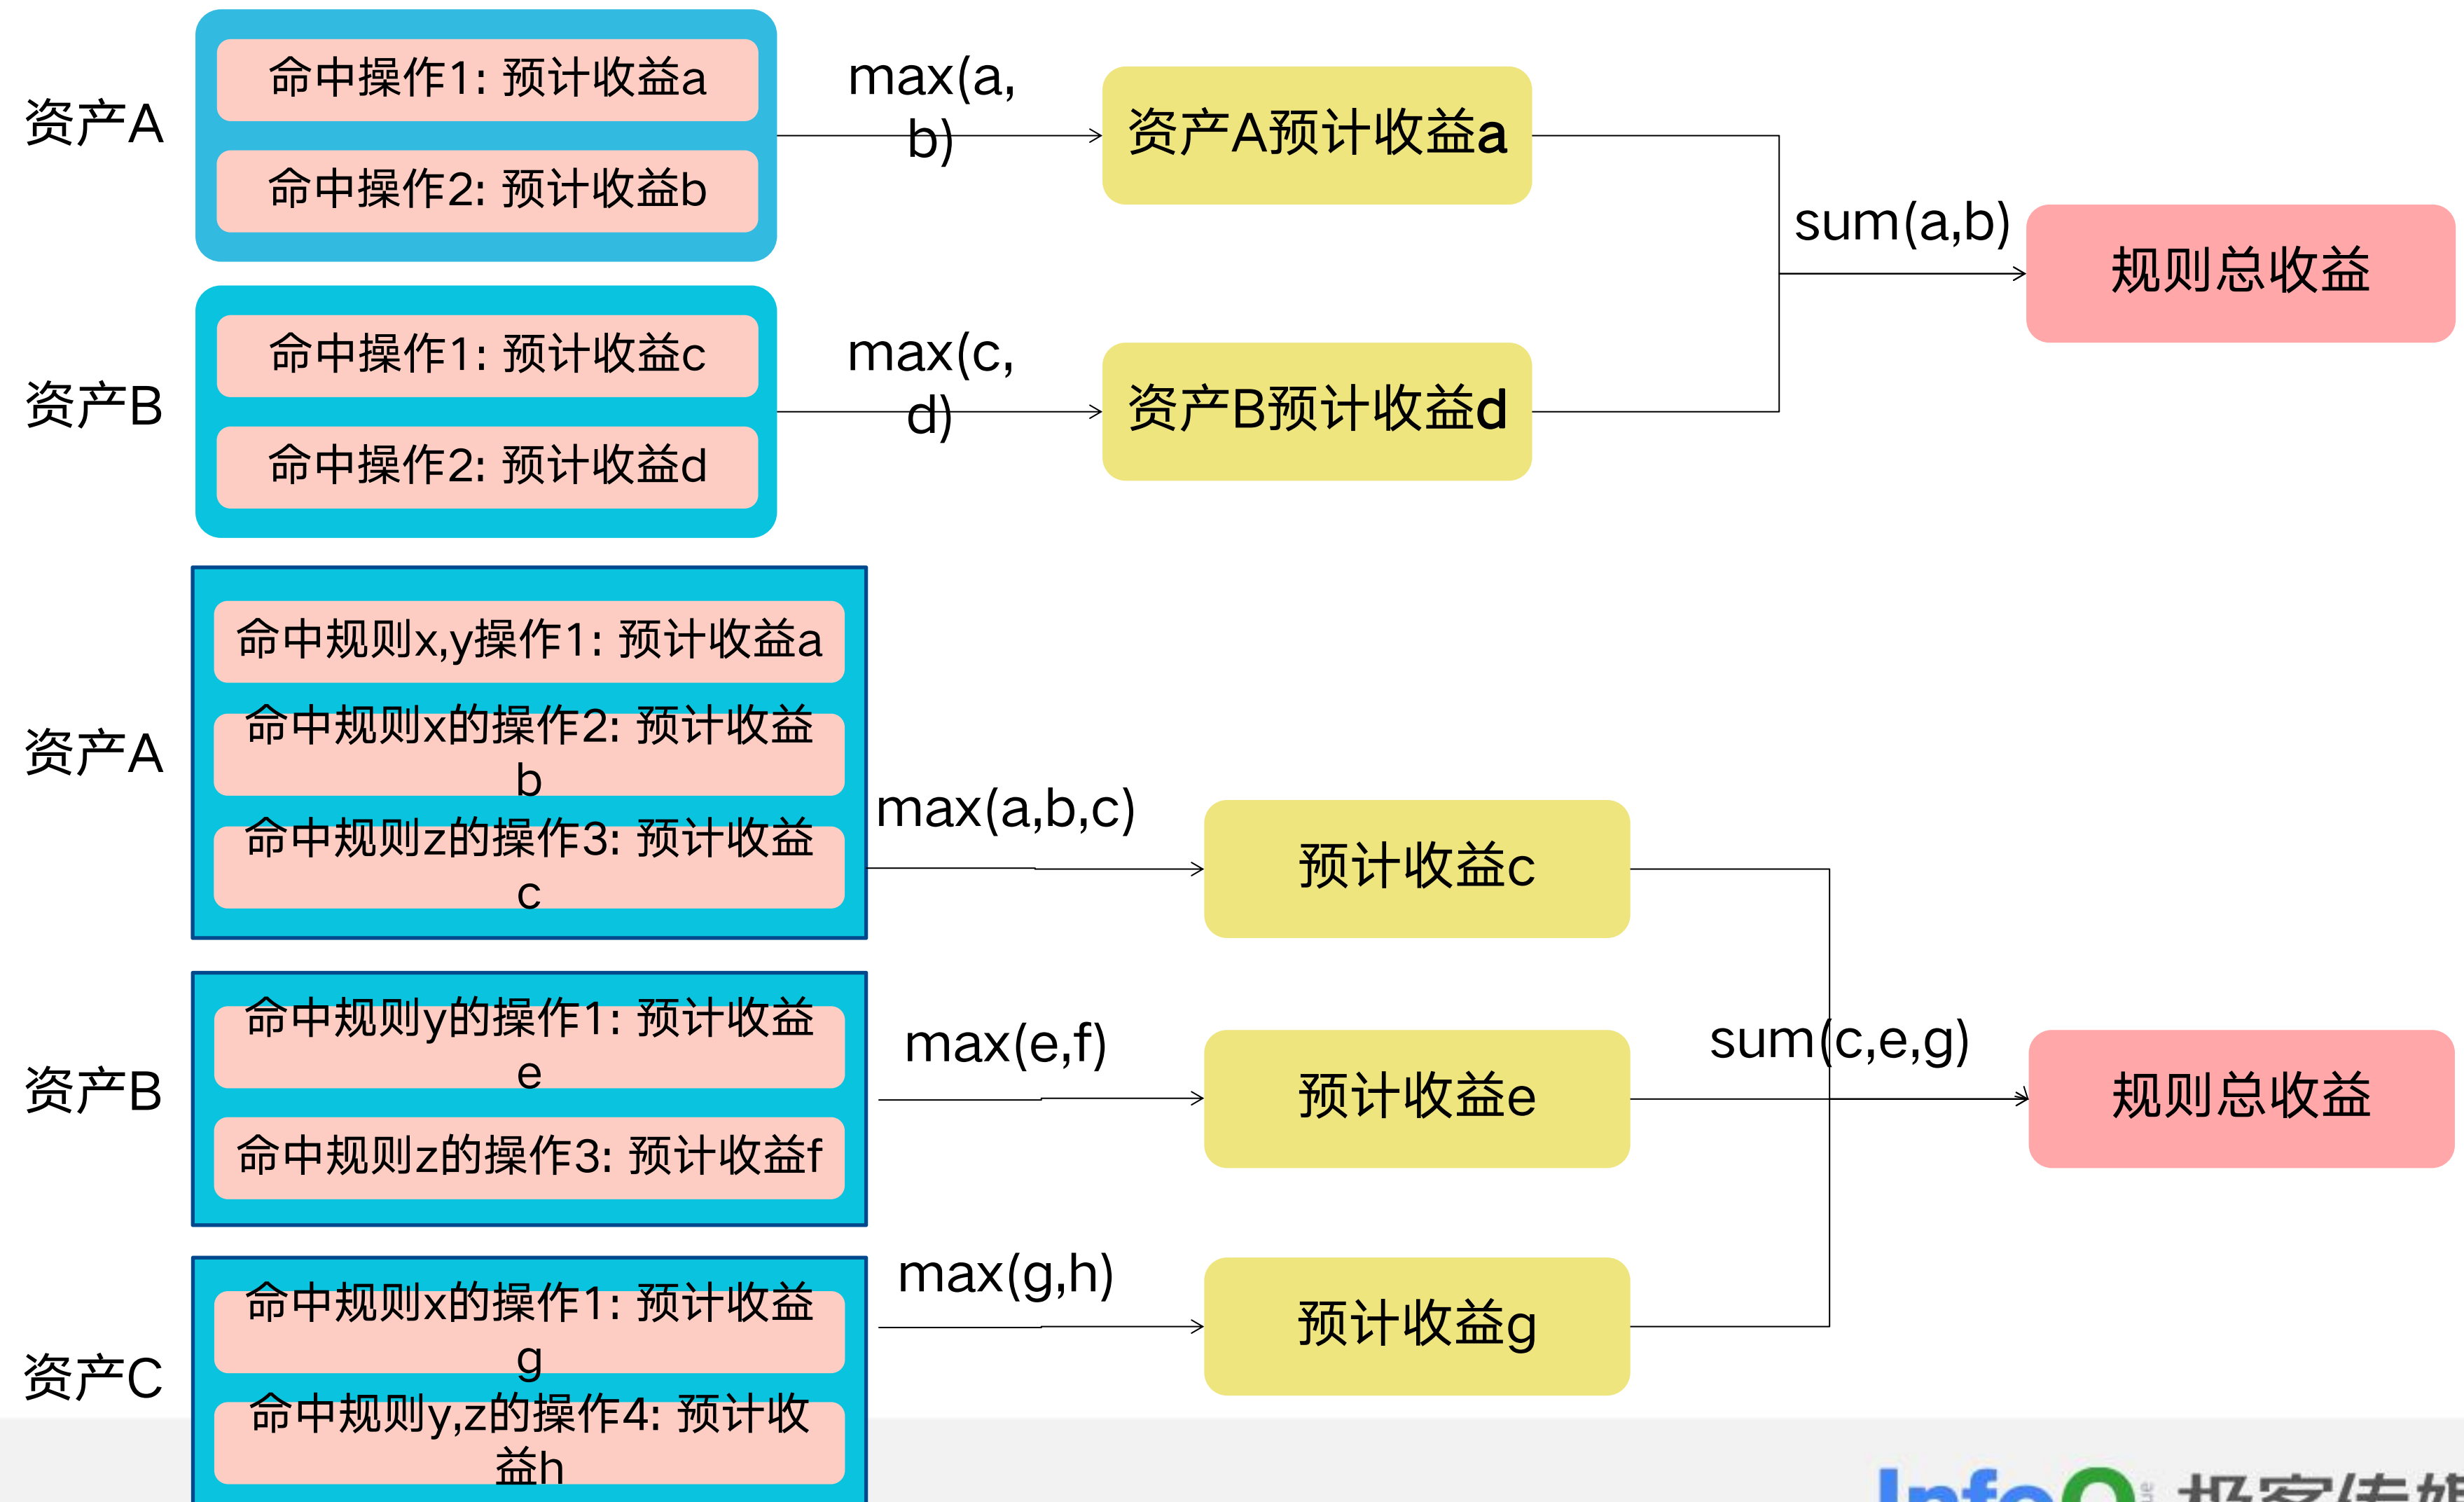 资产A
命中操作1: 预计收益a
命中操作2: 预计收益b
max(a,
b)
资产A预计收益a
sum(a,b)
规则总收益
资产B
命中操作1: 预计收益c
命中操作2: 预计收益d
max(c,
d)
资产B预计收益d
资产A
命中规则x,y操作1: 预计收益a
命中规则x的操作2: 预计收益
b
命中规则z的操作3: 预计收益
c
max(a,b,c)
预计收益c
资产B
命中规则y的操作1: 预计收益
e
命中规则z的操作3: 预计收益f
max(e,f)
预计收益e
sum(c,e,g)
规则总收益
资产C
命中规则x的操作1: 预计收益
g
命中规则y,z的操作4: 预计收
益h
max(g,h)
预计收益g
InfoQ 极客传媒